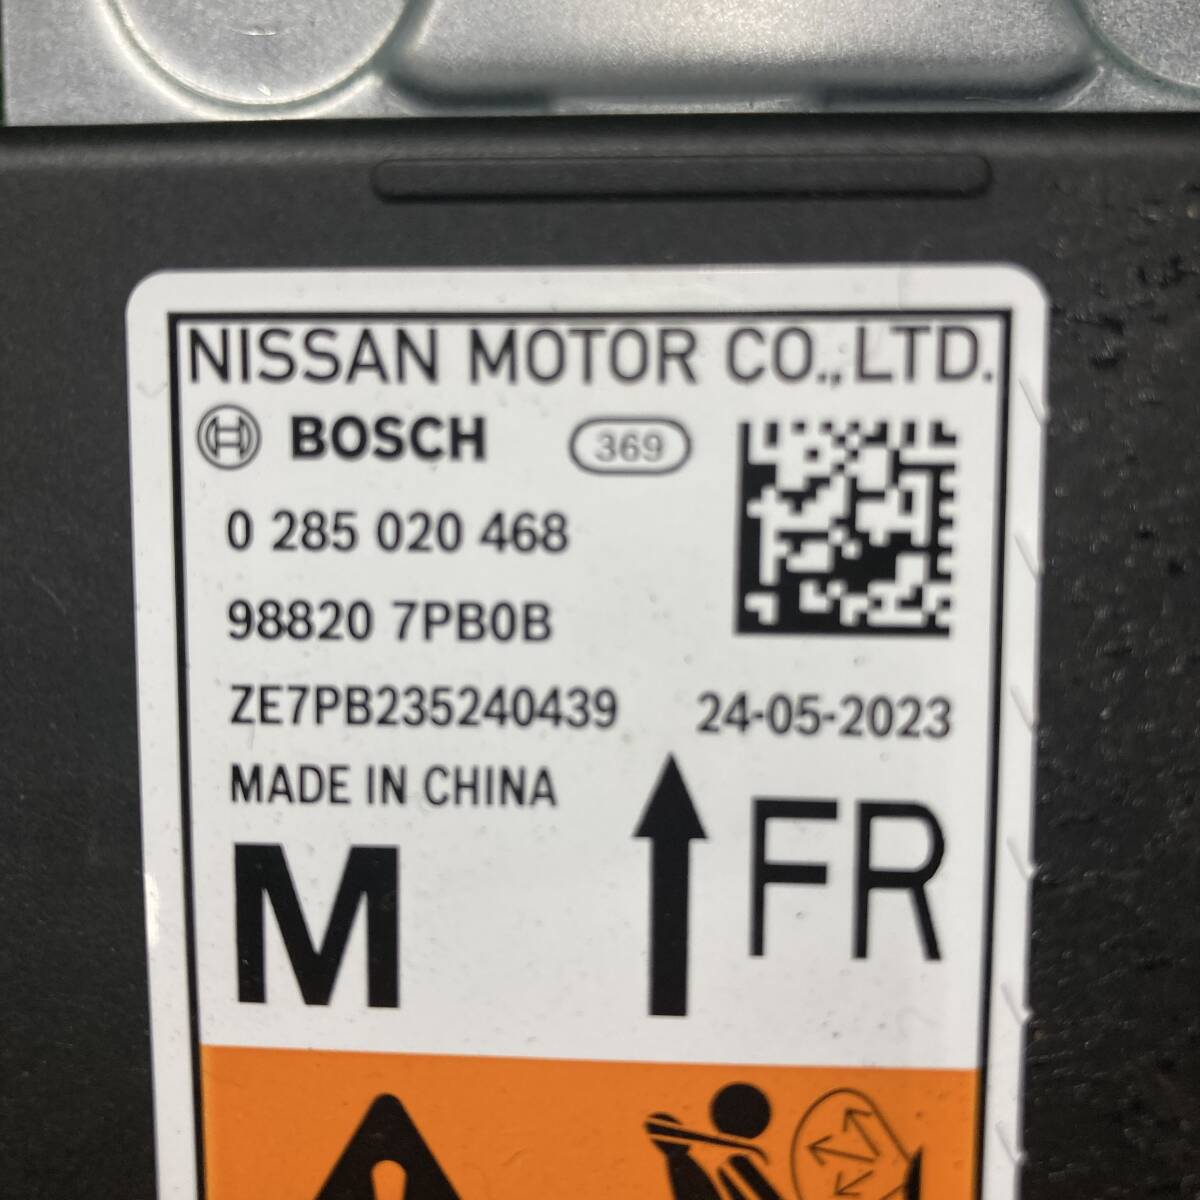 NISSAN MOTOR CO.,LTD.
BOSCH 369
0 285 020 468
98820 7PB0B
ZE7PB235240439 24-05-2023
MADE IN CHINA
M FR